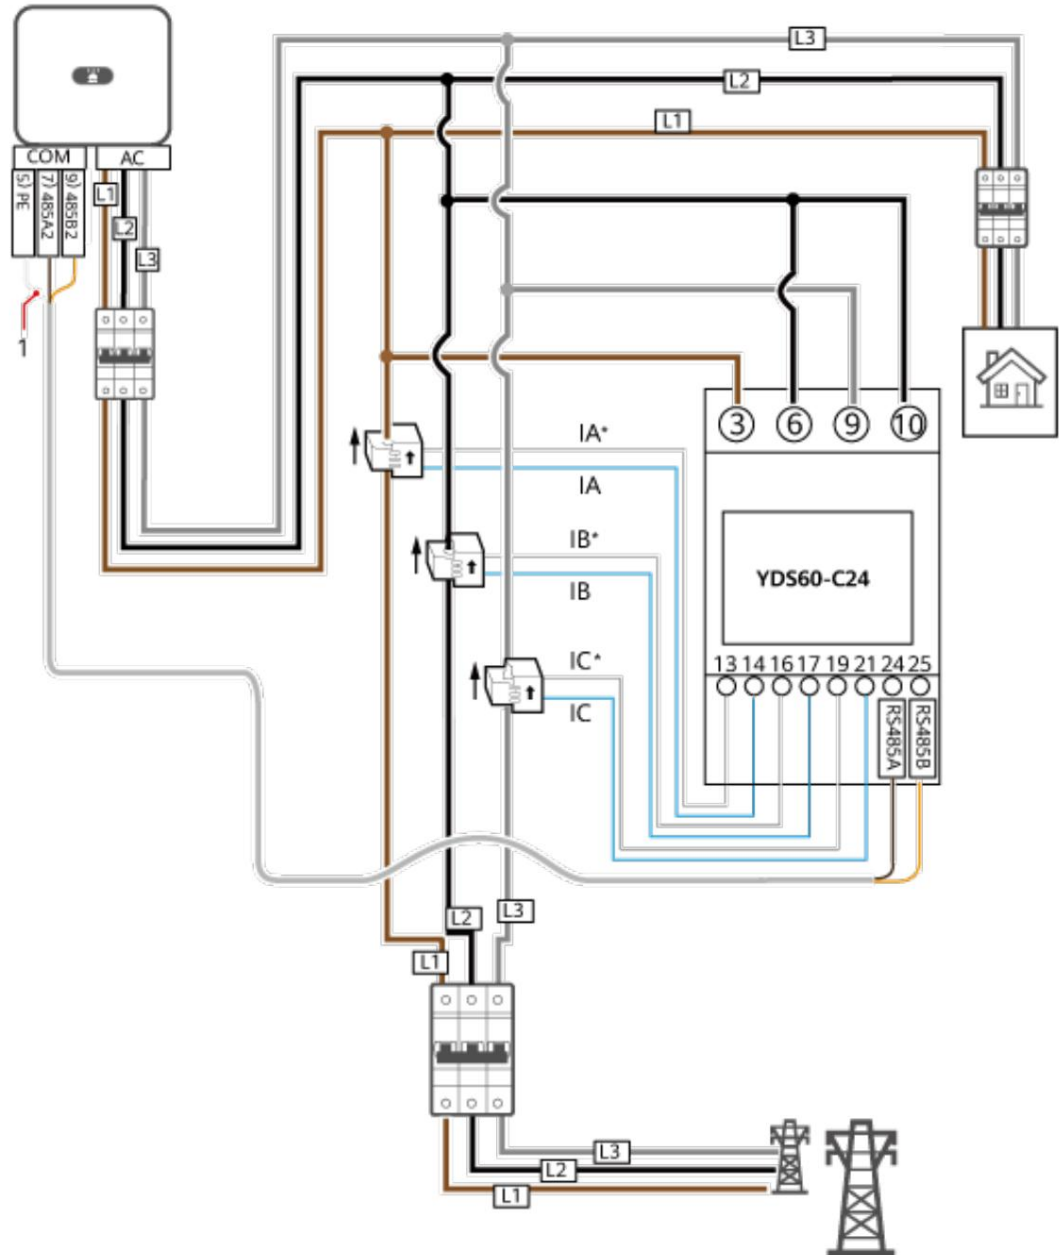 L3
L2
L1
COM
AC
5) PE
7) 485A2
9) 485B2
L1
L2
L3
1
3
6
9
10
IA*
IA
IB*
IB
IC*
IC
YDS60-C24
13 14 16 17 19 21 24 25
RS485A
RS485B
L3
L2
L1
L3
L2
L1